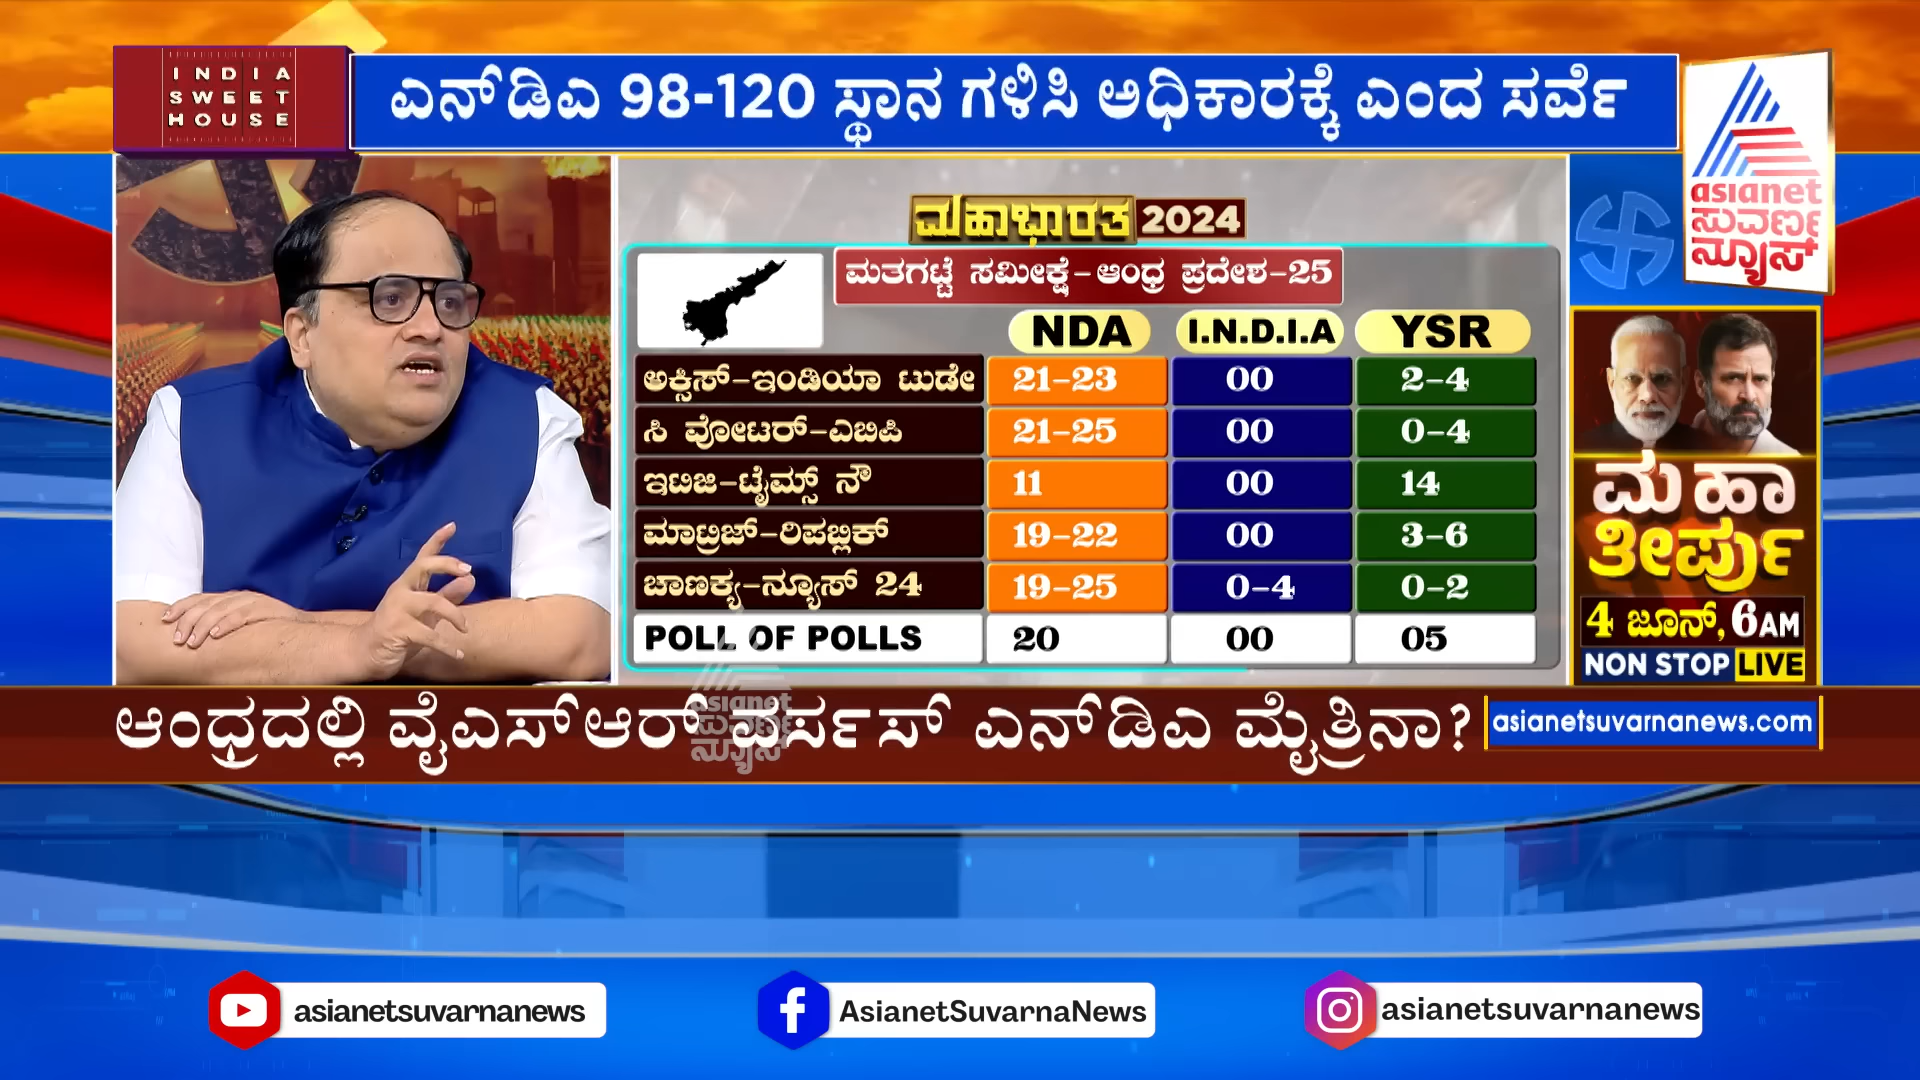 INDIA
SWEET
HOUSE
ಎನ್‌ಡಿಎ 98-120 ಸ್ಥಾನ ಗಳಿಸಿ ಅಧಿಕಾರಕ್ಕೆ ಎಂದ ಸರ್ವೆ
asianet
ಸುವರ್ಣ
ನ್ಯೂಸ್
ಮಹಾಭಾರತ 2024
ಮತಗಟ್ಟೆ ಸಮೀಕ್ಷೆ-ಆಂಧ್ರ ಪ್ರದೇಶ-25
NDA I.N.D.I.A YSR
ಅಕ್ಸಿಸ್-ಇಂಡಿಯಾ ಟುಡೇ 21-23 00 2-4
ಸಿ ವೋಟರ್-ಎಬಿಪಿ 21-25 00 0-4
ಇಟಿಜಿ-ಟೈಮ್ಸ್ ನೌ 11 00 14
ಮಾಟ್ರಿಜ್-ರಿಪಬ್ಲಿಕ್ 19-22 00 3-6
ಚಾಣಕ್ಯ-ನ್ಯೂಸ್ 24 19-25 0-4 0-2
POLL OF POLLS 20 00 05
ಮಹಾ
ತೀರ್ಪು
4 ಜೂನ್, 6AM
NON STOP LIVE
asianet
ಸುವರ್ಣ
ನ್ಯೂಸ್
ಆಂಧ್ರದಲ್ಲಿ ವೈಎಸ್‌ಆರ್ ವರ್ಸಸ್ ಎನ್‌ಡಿಎ ಮೈತ್ರಿನಾ?
asianetsuvarnanews.com
asianetsuvarnanews
AsianetSuvarnaNews
asianetsuvarnanews